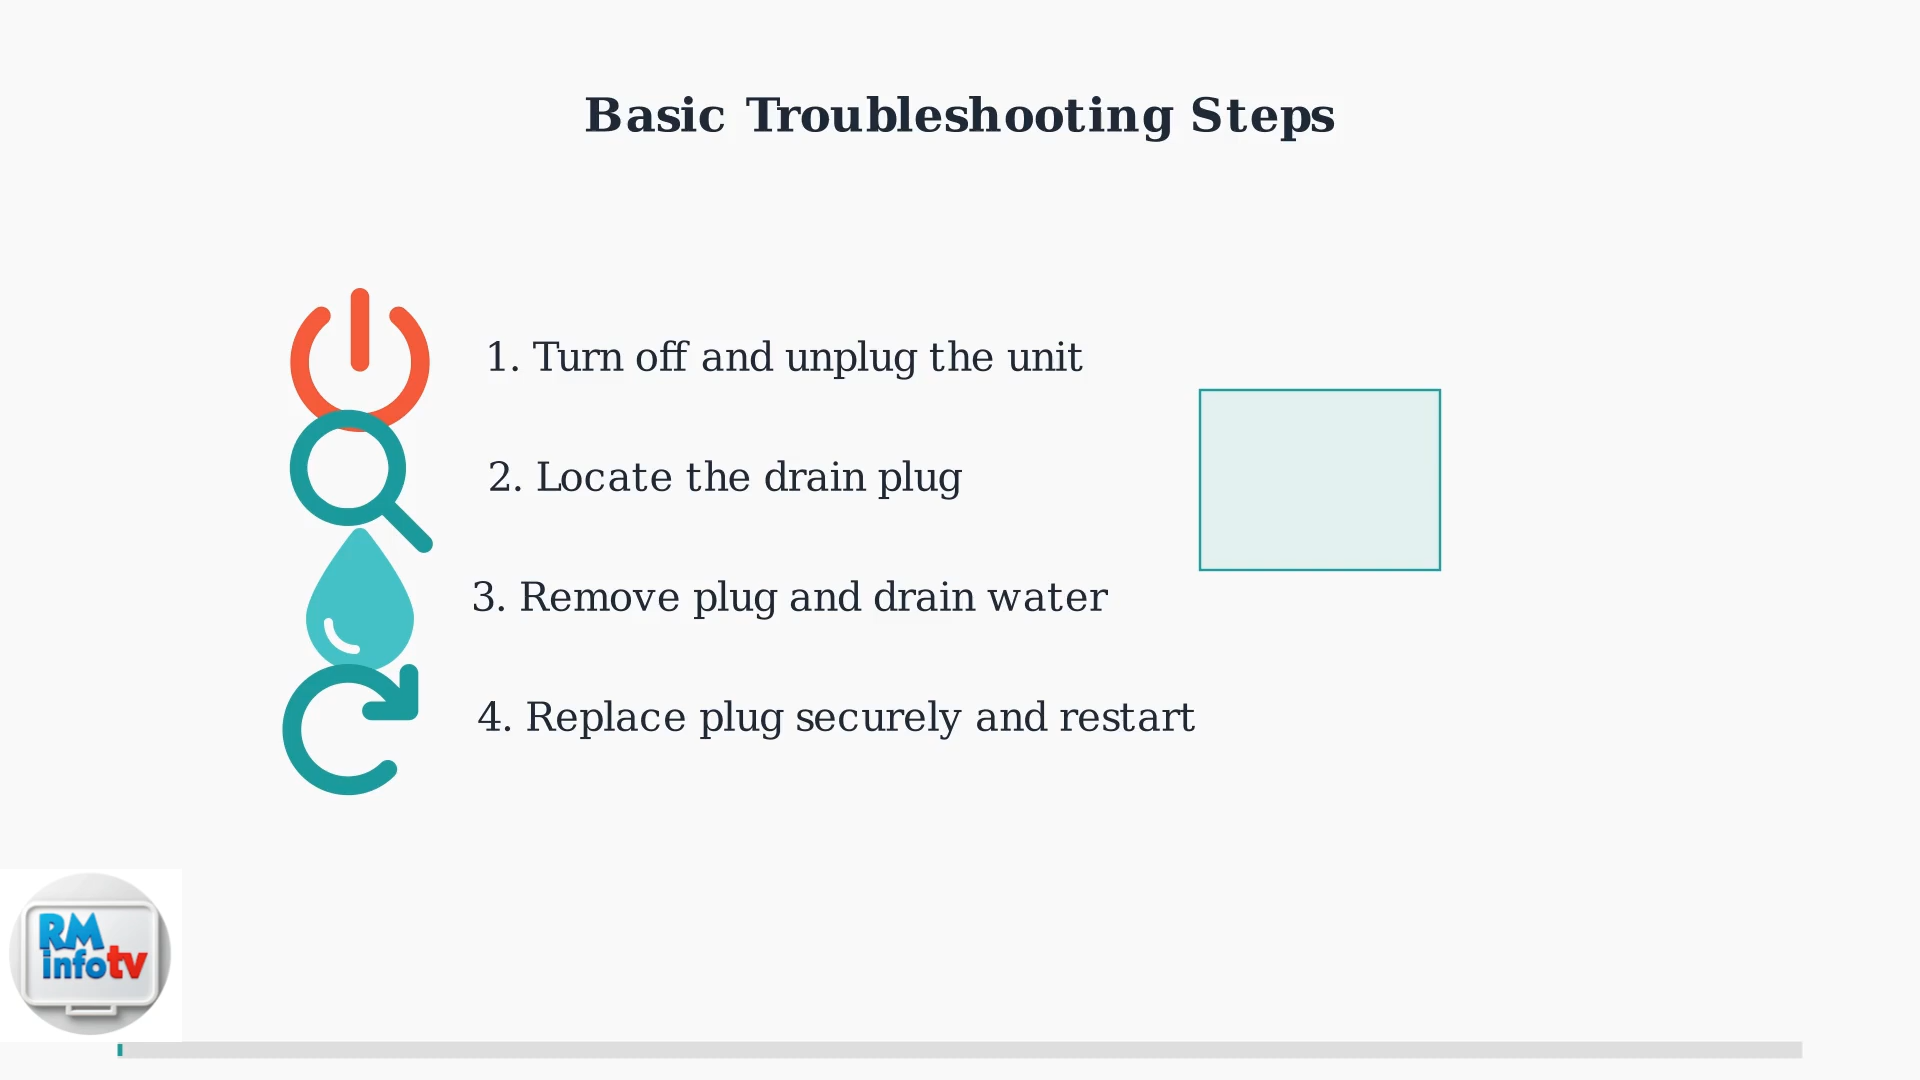 Basic Troubleshooting Steps
1. Turn off and unplug the unit
2. Locate the drain plug
3. Remove plug and drain water
4. Replace plug securely and restart
RM
infotv